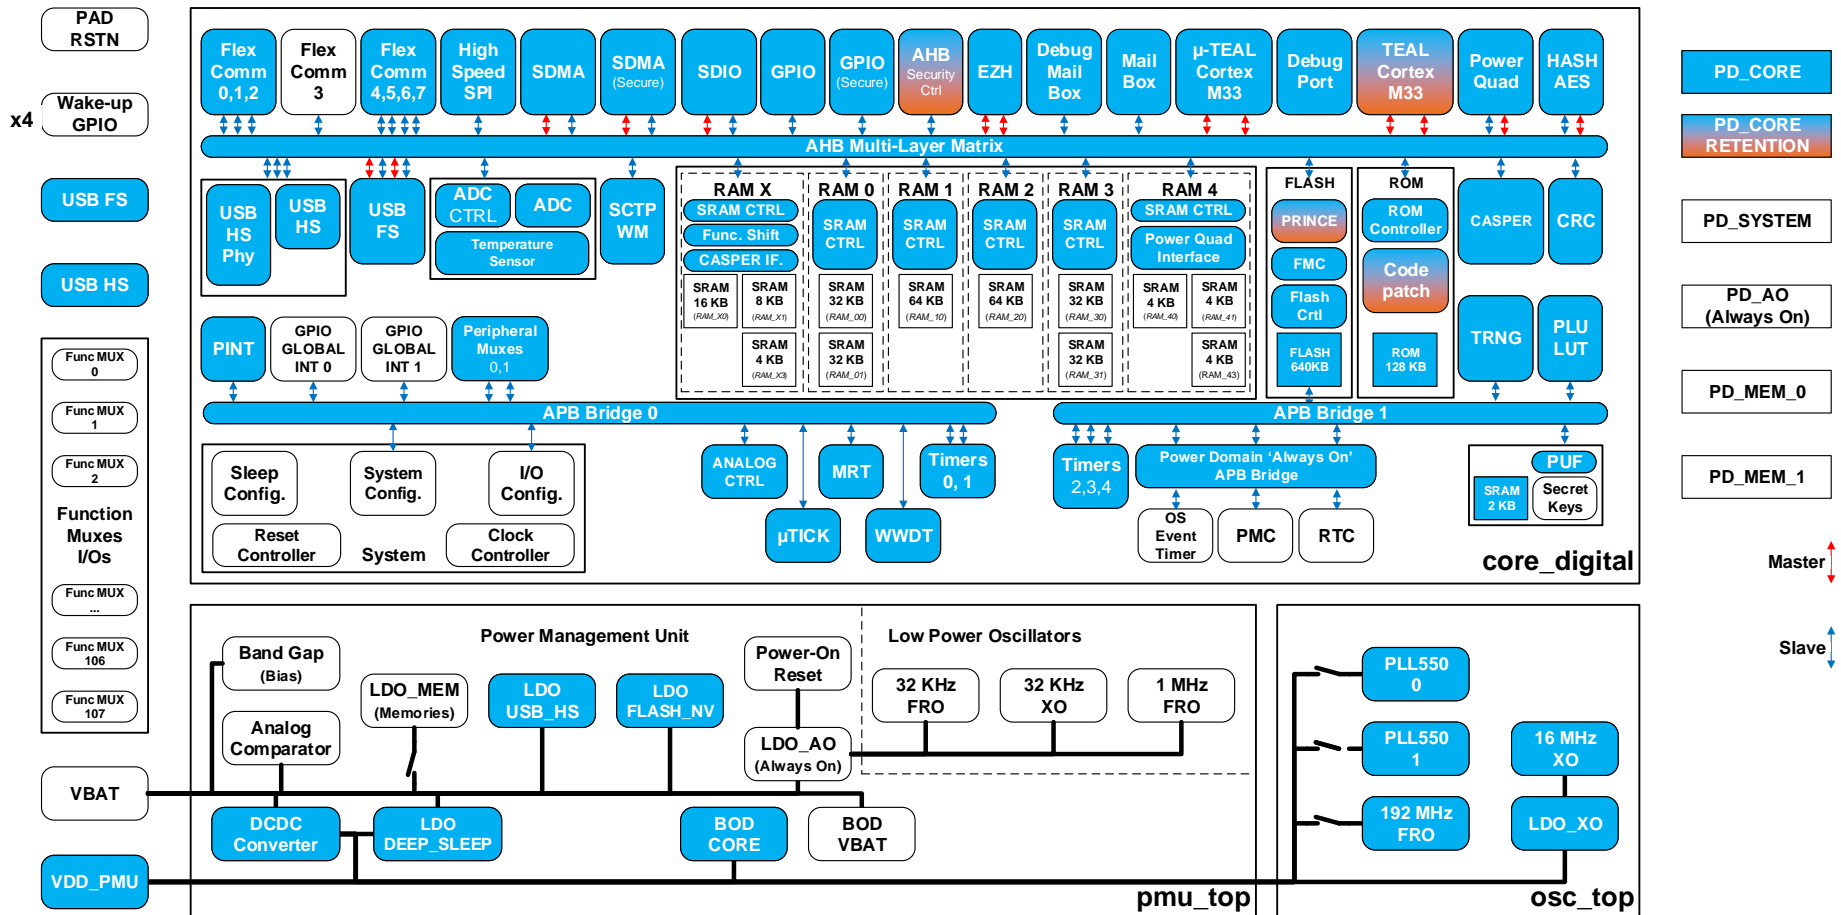 PAD
RSTN
x4
Wake-up
GPIO
USB FS
USB HS
Func MUX
0
Func MUX
1
Func MUX
2
Function
Muxes
I/Os
Func MUX
...
Func MUX
106
Func MUX
107
VBAT
VDD_PMU
Flex
Comm
0,1,2
Flex
Comm
3
Flex
Comm
4,5,6,7
High
Speed
SPI
SDMA
SDMA
(Secure)
SDIO
GPIO
GPIO
(Secure)
AHB
Security
Ctrl
EZH
Debug
Mail
Box
Mail
Box
µ-TEAL
Cortex
M33
Debug
Port
TEAL
Cortex
M33
Power
Quad
HASH
AES
AHB Multi-Layer Matrix
USB
HS
Phy
USB
HS
USB
FS
ADC
CTRL
ADC
Temperature
Sensor
SCTP
WM
RAM X
SRAM CTRL
Func. Shift
CASPER IF.
SRAM
16 KB
(RAM_X0)
SRAM
8 KB
(RAM_X1)
SRAM
4 KB
(RAM_X3)
RAM 0
SRAM
CTRL
SRAM
32 KB
(RAM_00)
SRAM
32 KB
(RAM_01)
RAM 1
SRAM
CTRL
SRAM
64 KB
(RAM_10)
RAM 2
SRAM
CTRL
SRAM
64 KB
(RAM_20)
RAM 3
SRAM
CTRL
SRAM
32 KB
(RAM_30)
SRAM
32 KB
(RAM_31)
RAM 4
SRAM CTRL
Power Quad
Interface
SRAM
4 KB
(RAM_40)
SRAM
4 KB
(RAM_41)
SRAM
4 KB
(RAM_43)
FLASH
PRINCE
FMC
Flash
Crtl
FLASH
640KB
ROM
ROM
Controller
Code
patch
ROM
128 KB
CASPER
CRC
TRNG
PLU
LUT
PINT
GPIO
GLOBAL
INT 0
GPIO
GLOBAL
INT 1
Peripheral
Muxes
0,1
APB Bridge 0
APB Bridge 1
Sleep
Config.
System
Config.
I/O
Config.
Reset
Controller
System
Clock
Controller
ANALOG
CTRL
µTICK
MRT
WWDT
Timers
0, 1
Timers
2,3,4
Power Domain ‘Always On’
APB Bridge
OS
Event
Timer
PMC
RTC
PUF
SRAM
2 KB
Secret
Keys
core_digital
Power Management Unit
Band Gap
(Bias)
Analog
Comparator
LDO_MEM
(Memories)
LDO
USB_HS
LDO
FLASH_NV
Power-On
Reset
LDO_AO
(Always On)
Low Power Oscillators
32 KHz
FRO
32 KHz
XO
1 MHz
FRO
DCDC
Converter
LDO
DEEP_SLEEP
BOD
CORE
BOD
VBAT
pmu_top
PLL550
0
PLL550
1
192 MHz
FRO
16 MHz
XO
LDO_XO
osc_top
PD_CORE
PD_CORE
RETENTION
PD_SYSTEM
PD_AO
(Always On)
PD_MEM_0
PD_MEM_1
Master
Slave